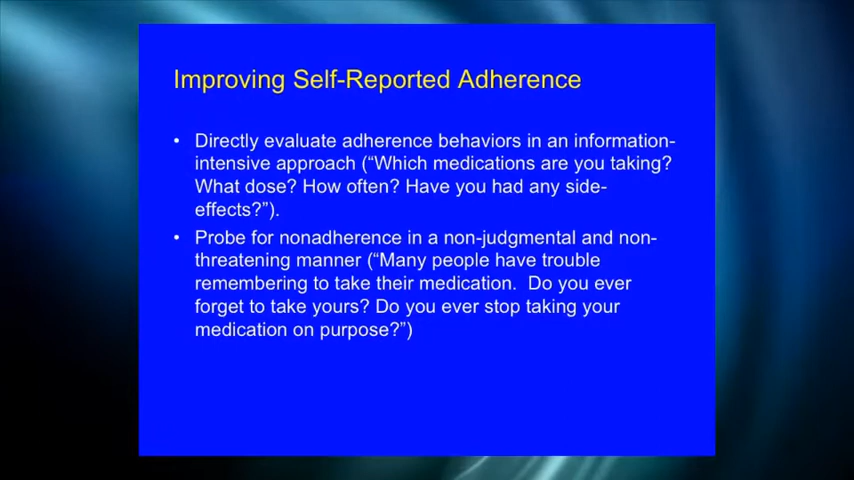 Improving Self-Reported Adherence
• Directly evaluate adherence behaviors in an information-
intensive approach (“Which medications are you taking?
What dose? How often? Have you had any side-
effects?”).
• Probe for nonadherence in a non-judgmental and non-
threatening manner (“Many people have trouble
remembering to take their medication.  Do you ever
forget to take yours? Do you ever stop taking your
medication on purpose?”)